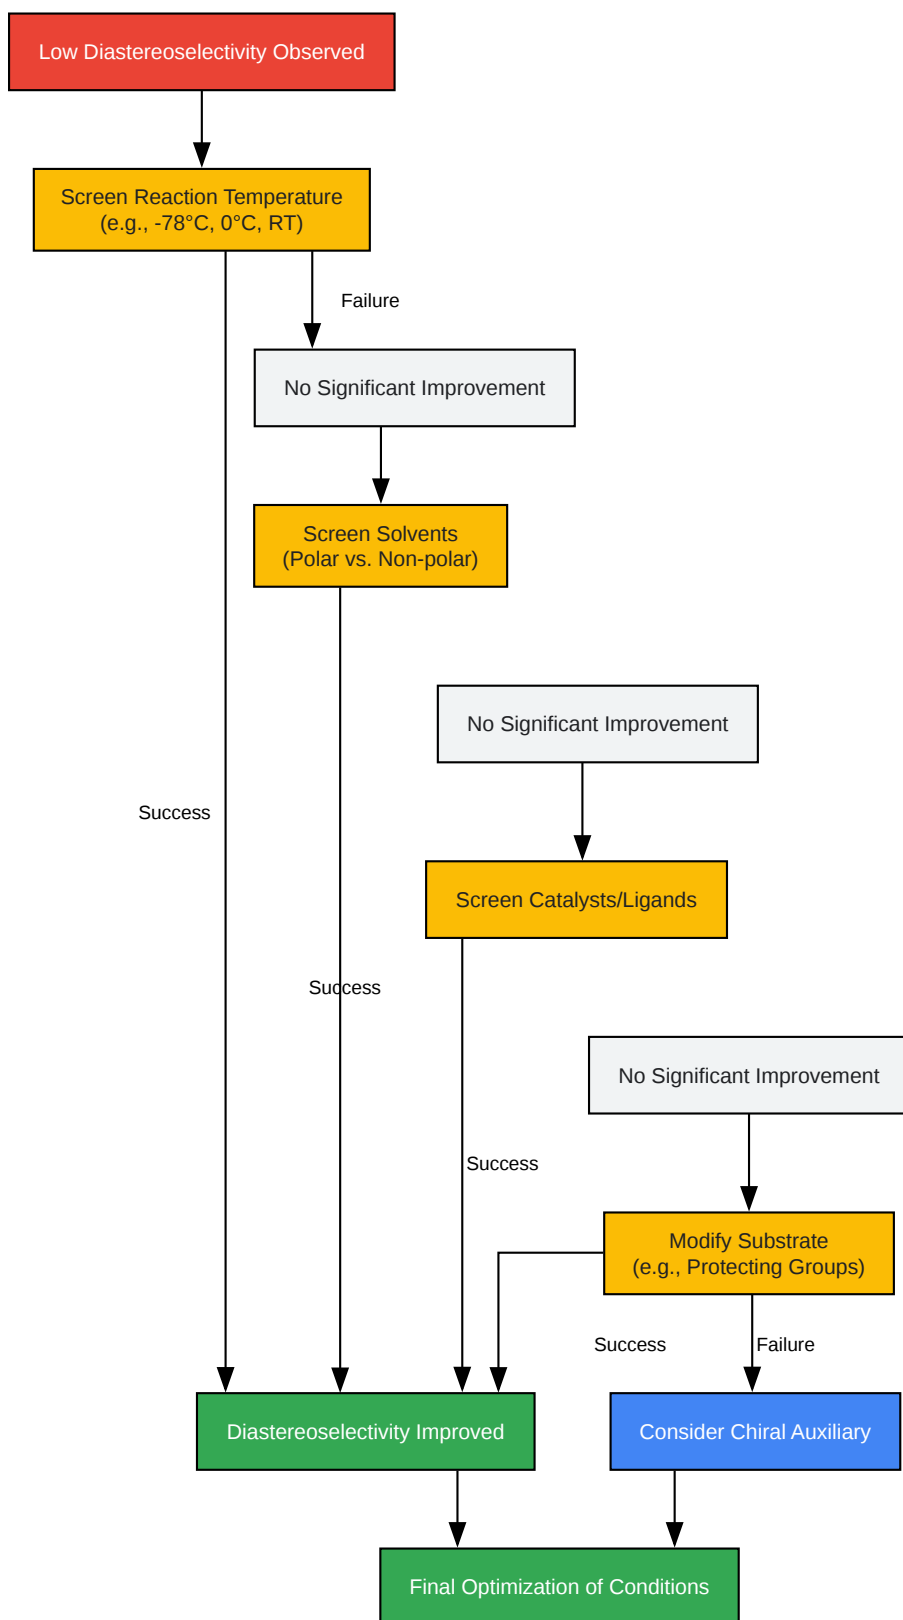 Low Diastereoselectivity Observed
Screen Reaction Temperature
(e.g., -78°C, 0°C, RT)
Failure
No Significant Improvement
Screen Solvents
(Polar vs. Non-polar)
No Significant Improvement
Success
Screen Catalysts/Ligands
Success
No Significant Improvement
Success
Modify Substrate
(e.g., Protecting Groups)
Success
Failure
Diastereoselectivity Improved
Consider Chiral Auxiliary
Final Optimization of Conditions